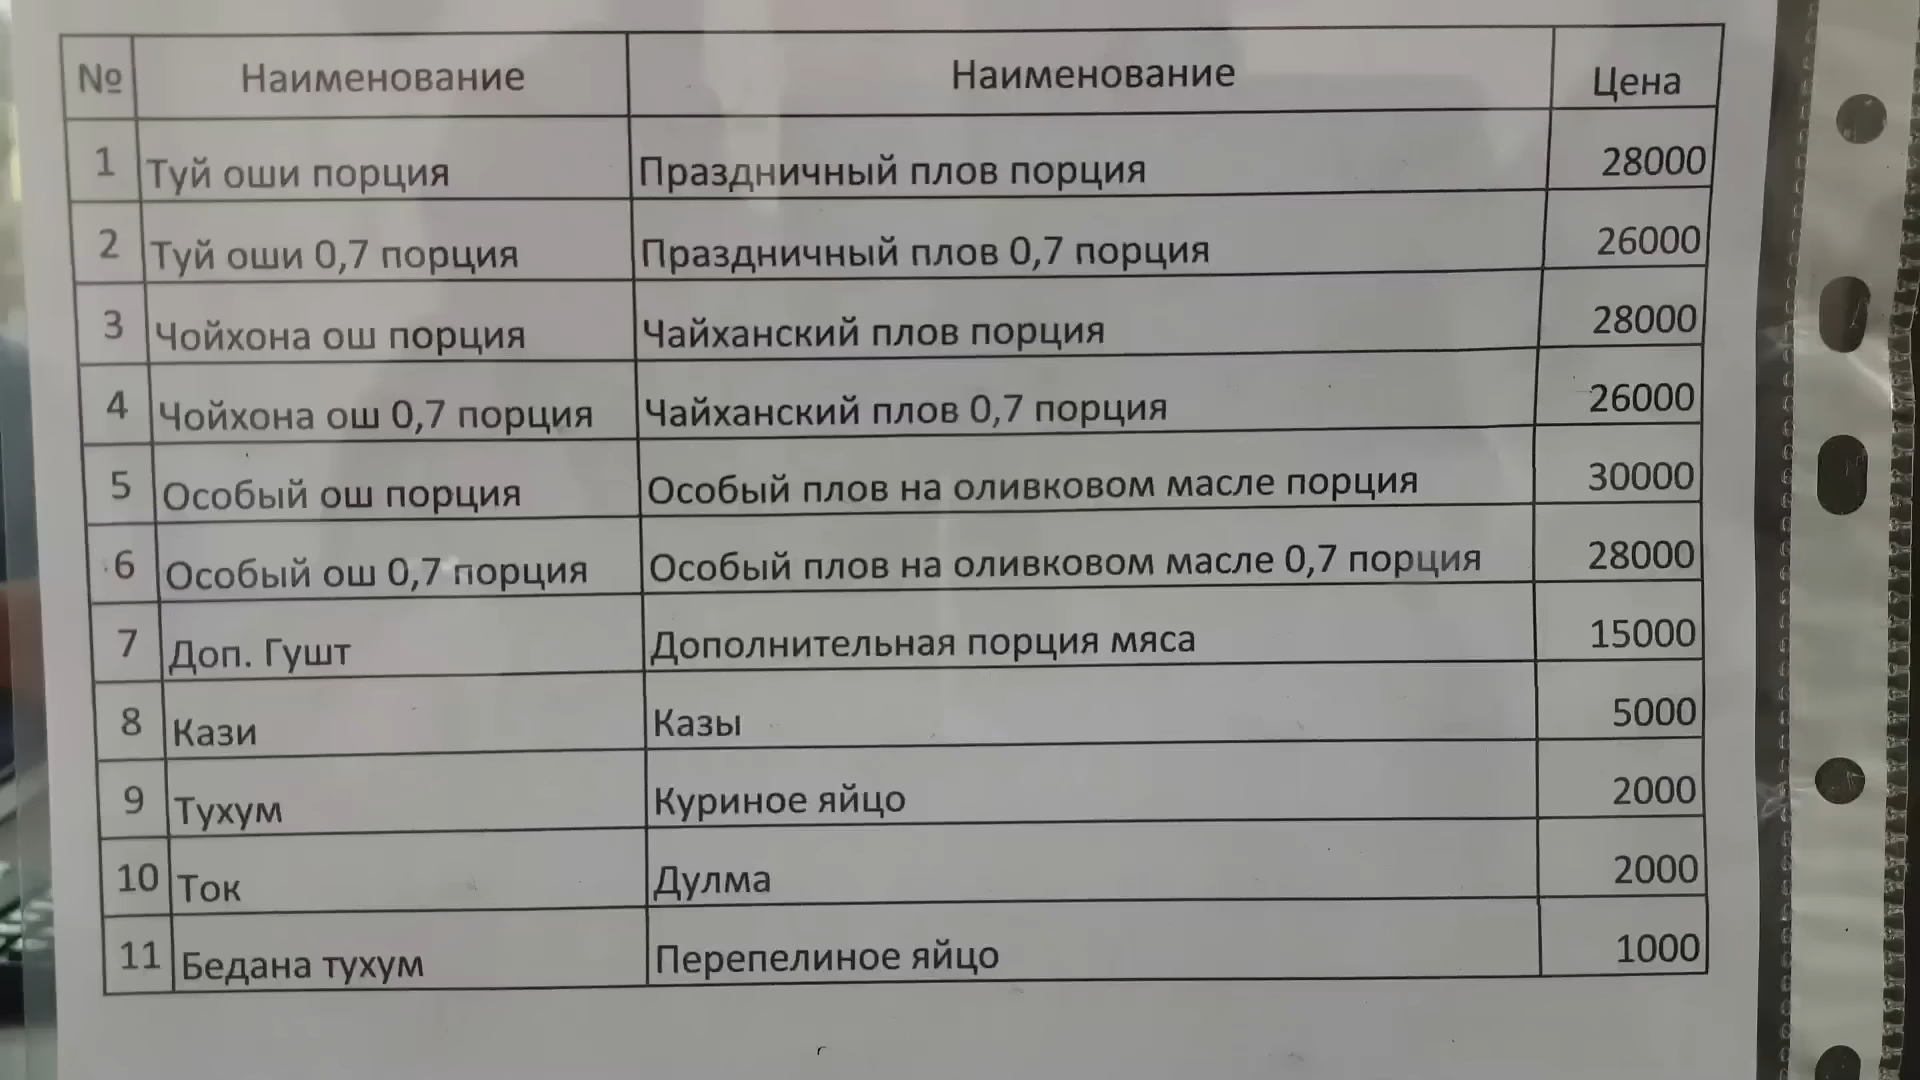 № Наименование Наименование Цена
1 Туй оши порция Праздничный плов порция 28000
2 Туй оши 0,7 порция Праздничный плов 0,7 порция 26000
3 Чойхона ош порция Чайханский плов порция 28000
4 Чойхона ош 0,7 порция Чайханский плов 0,7 порция 26000
5 Особый ош порция Особый плов на оливковом масле порция 30000
6 Особый ош 0,7 порция Особый плов на оливковом масле 0,7 порция 28000
7 Доп. Гушт Дополнительная порция мяса 15000
8 Кази Казы 5000
9 Тухум Куриное яйцо 2000
10 Ток Дулма 2000
11 Бедана тухум Перепелиное яйцо 1000